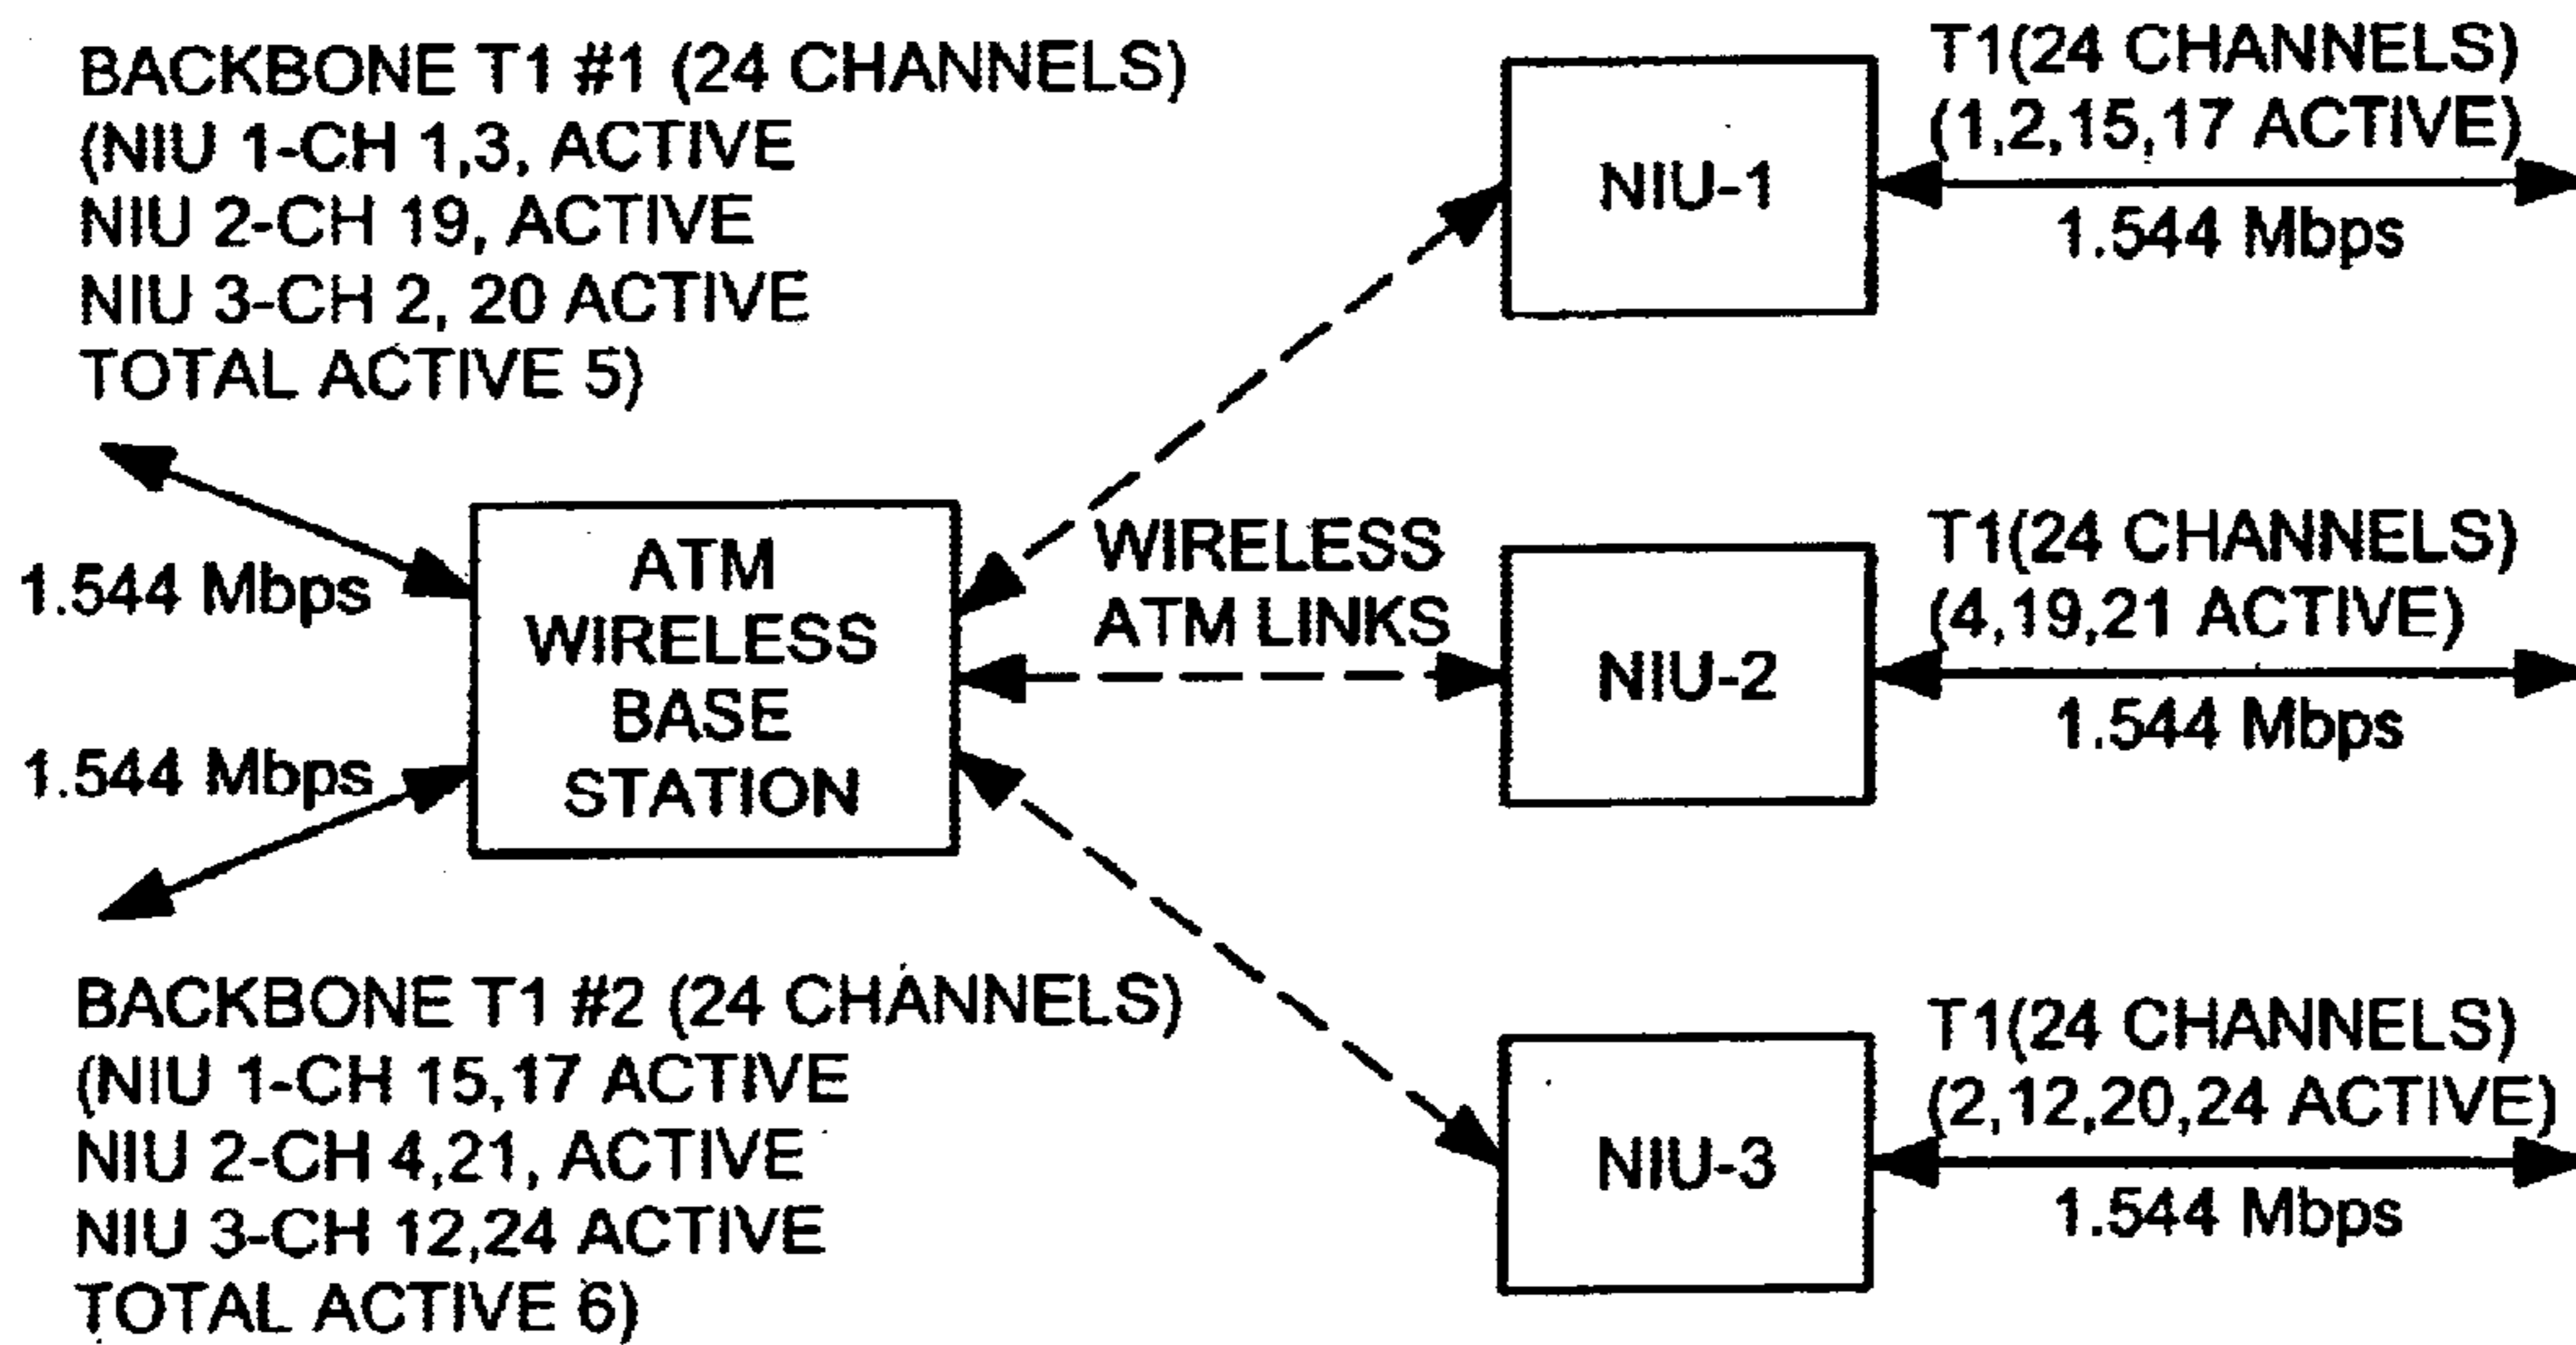 BACKBONE T1 #1 (24 CHANNELS)
(NIU 1-CH 1,3, ACTIVE
NIU 2-CH 19, ACTIVE
NIU 3-CH 2, 20 ACTIVE
TOTAL ACTIVE 5)
1.544 Mbps
1.544 Mbps
ATM
WIRELESS
BASE
STATION
BACKBONE T1 #2 (24 CHANNELS)
(NIU 1-CH 15,17 ACTIVE
NIU 2-CH 4,21, ACTIVE
NIU 3-CH 12,24 ACTIVE
TOTAL ACTIVE 6)
WIRELESS
ATM LINKS
NIU-1
T1(24 CHANNELS)
(1,2,15,17 ACTIVE)
1.544 Mbps
NIU-2
T1(24 CHANNELS)
(4,19,21 ACTIVE)
1.544 Mbps
NIU-3
T1(24 CHANNELS)
(2,12,20,24 ACTIVE)
1.544 Mbps